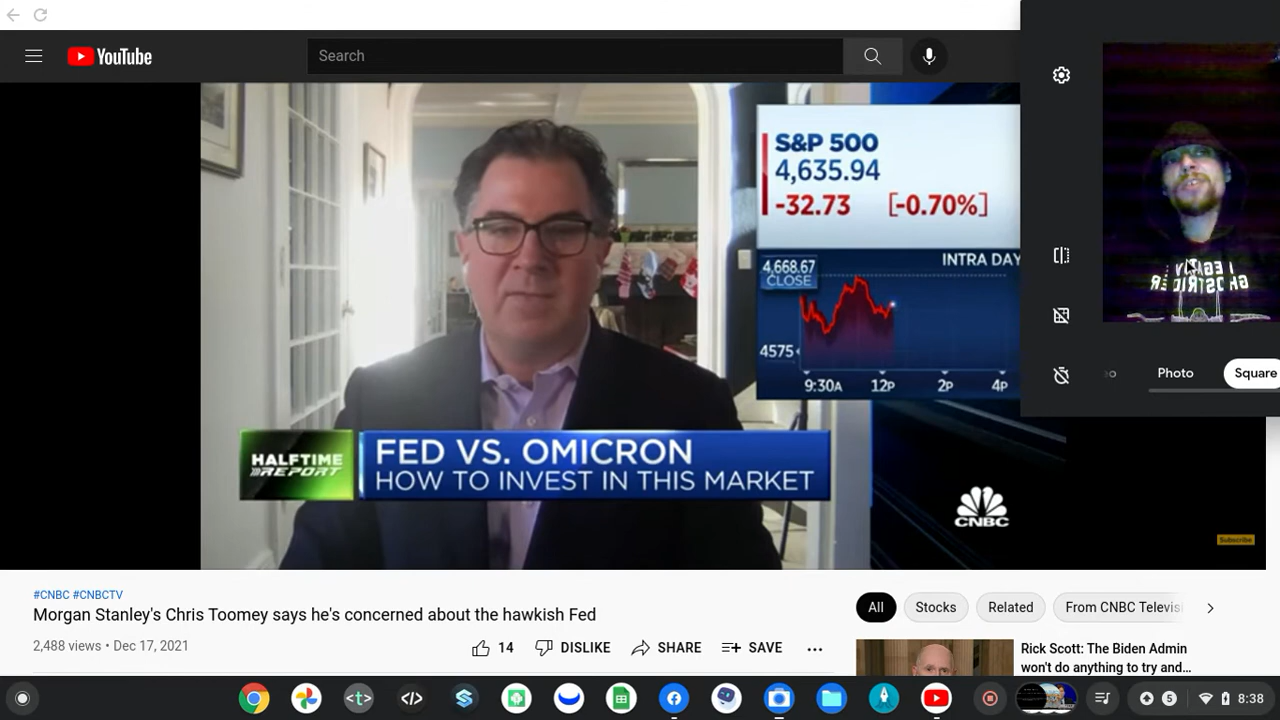 YouTube
Search
S&P 500
4,635.94
-32.73 [-0.70%]
INTRA DAY
4,668.67
CLOSE
4575
9:30A 12P 2P 4P
HALFTIME
REPORT
FED VS. OMICRON
HOW TO INVEST IN THIS MARKET
CNBC
Subscribe
Photo
Square
#CNBC #CNBCTV
Morgan Stanley's Chris Toomey says he's concerned about the hawkish Fed
2,488 views • Dec 17, 2021
14 DISLIKE SHARE SAVE
All Stocks Related From CNBC Televisi
Rick Scott: The Biden Admin
won't do anything to try and...
5 8:38